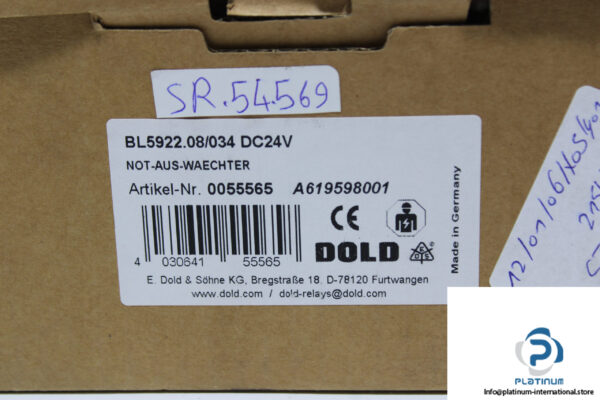 SR.54.569
BL5922.08/034 DC24V
NOT-AUS-WAECHTER
Artikel-Nr. 0055565 A619598001
4 030641 55565
CE
DOLD
Made in Germany
E. Dold & Söhne KG, Bregstraße 18, D-78120 Furtwangen
www.dold.com / dold-relays@dold.com
PLATINUM
Info@platinum-international.store